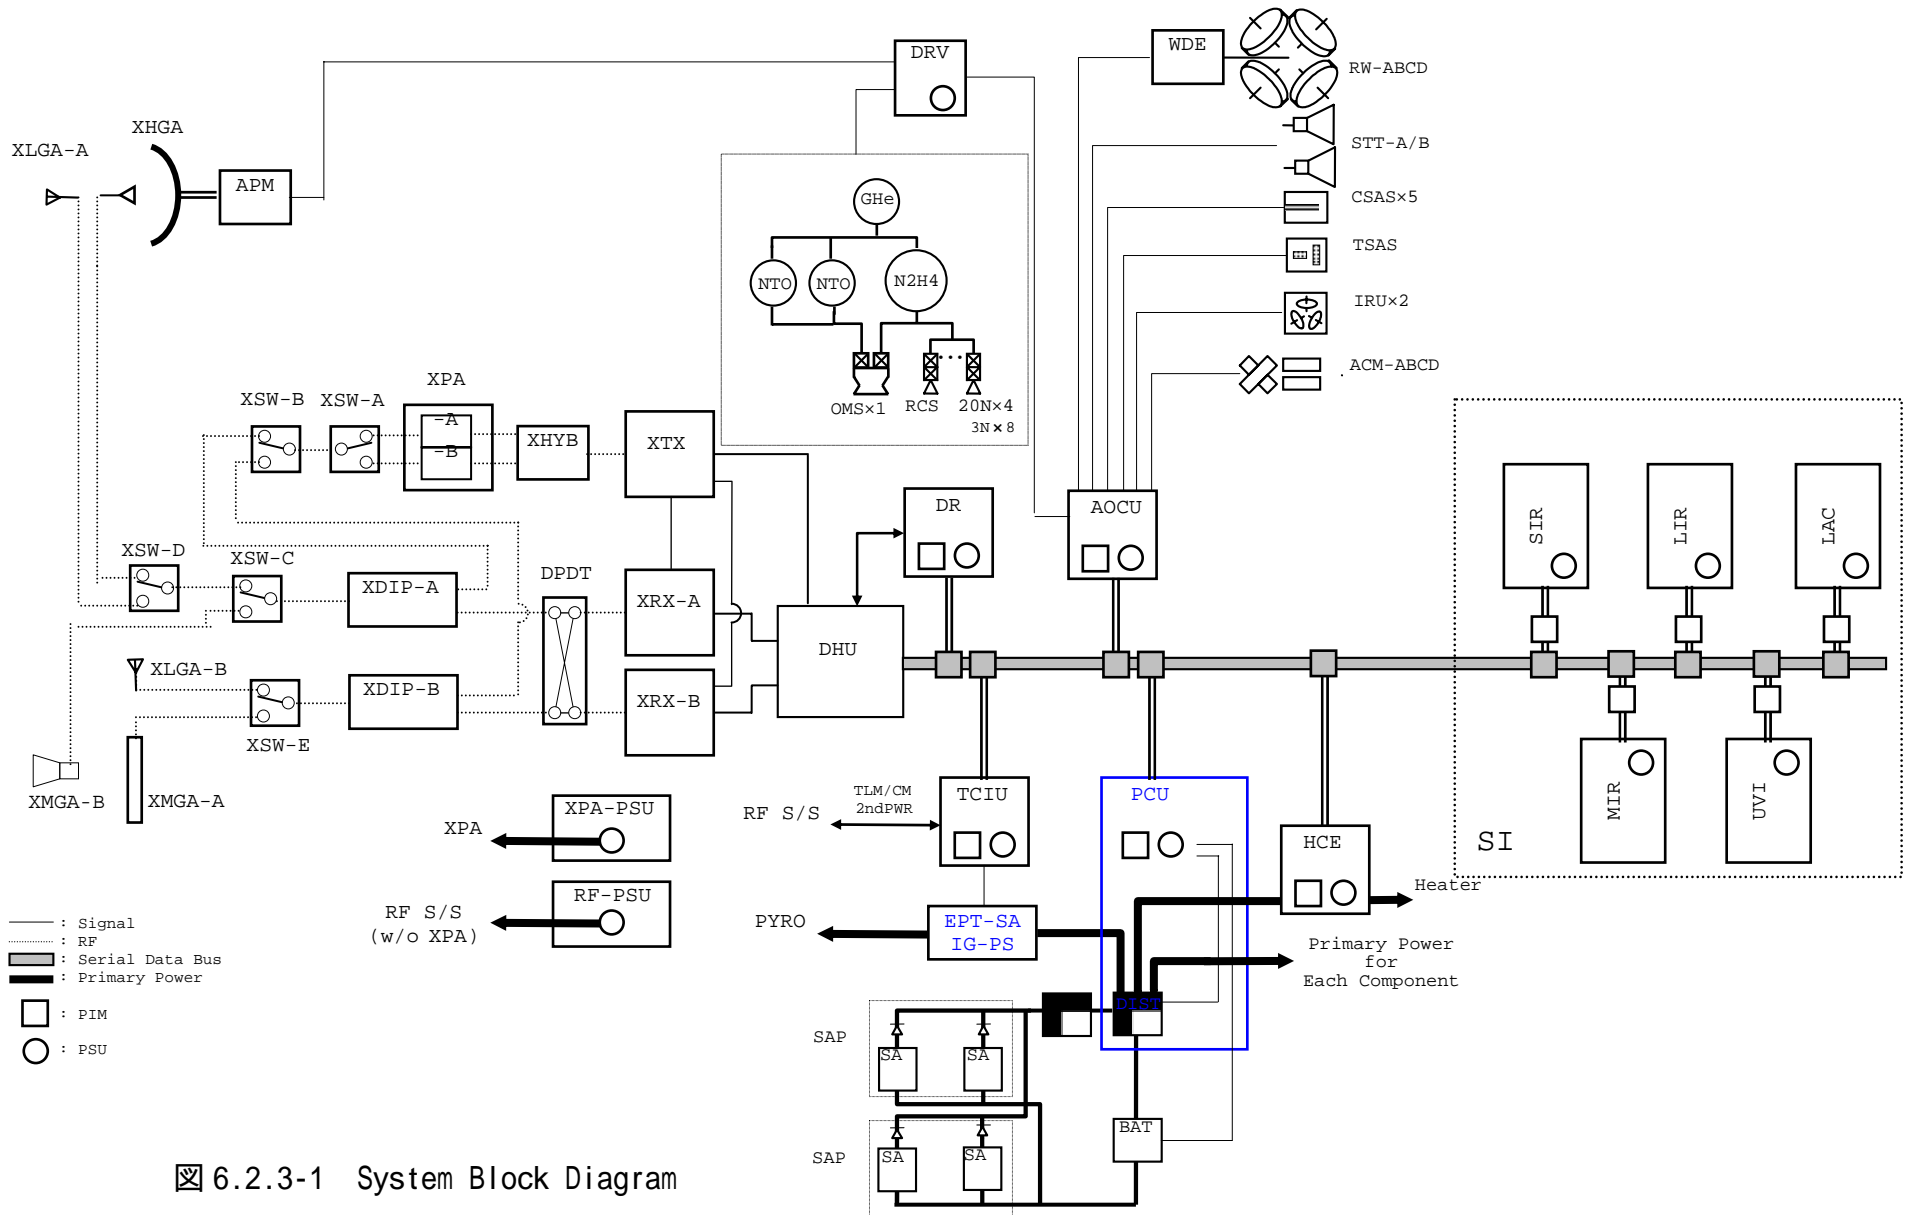 DRV
WDE
RW-ABCD
XHGA
XLGA-A
STT-A/B
APM
GHe
CSAS×5
TSAS
NTO
NTO
N2H4
IRU×2
ACM-ABCD
.
XPA
OMS×1
RCS
...
20N×4
3N×8
XSW-B
XSW-A
-A
-B
XHYB
XTX
DR
AOCU
SIR
LIR
LAC
XSW-D
XSW-C
XDIP-A
DPDT
XRX-A
DHU
XLGA-B
XDIP-B
XRX-B
XSW-E
XMGA-B
XMGA-A
XPA-PSU
XPA
RF S/S
TLM/CM
2ndPWR
TCIU
PCU
HCE
MIR
UVI
SI
Heater
RF-PSU
RF S/S
(w/o XPA)
PYRO
EPT-SA
IG-PS
Primary Power
for
Each Component
: Signal
: RF
: Serial Data Bus
: Primary Power
: PIM
: PSU
DIST
SAP
SA
SA
BAT
SAP
SA
SA
図 6.2.3-1 System Block Diagram